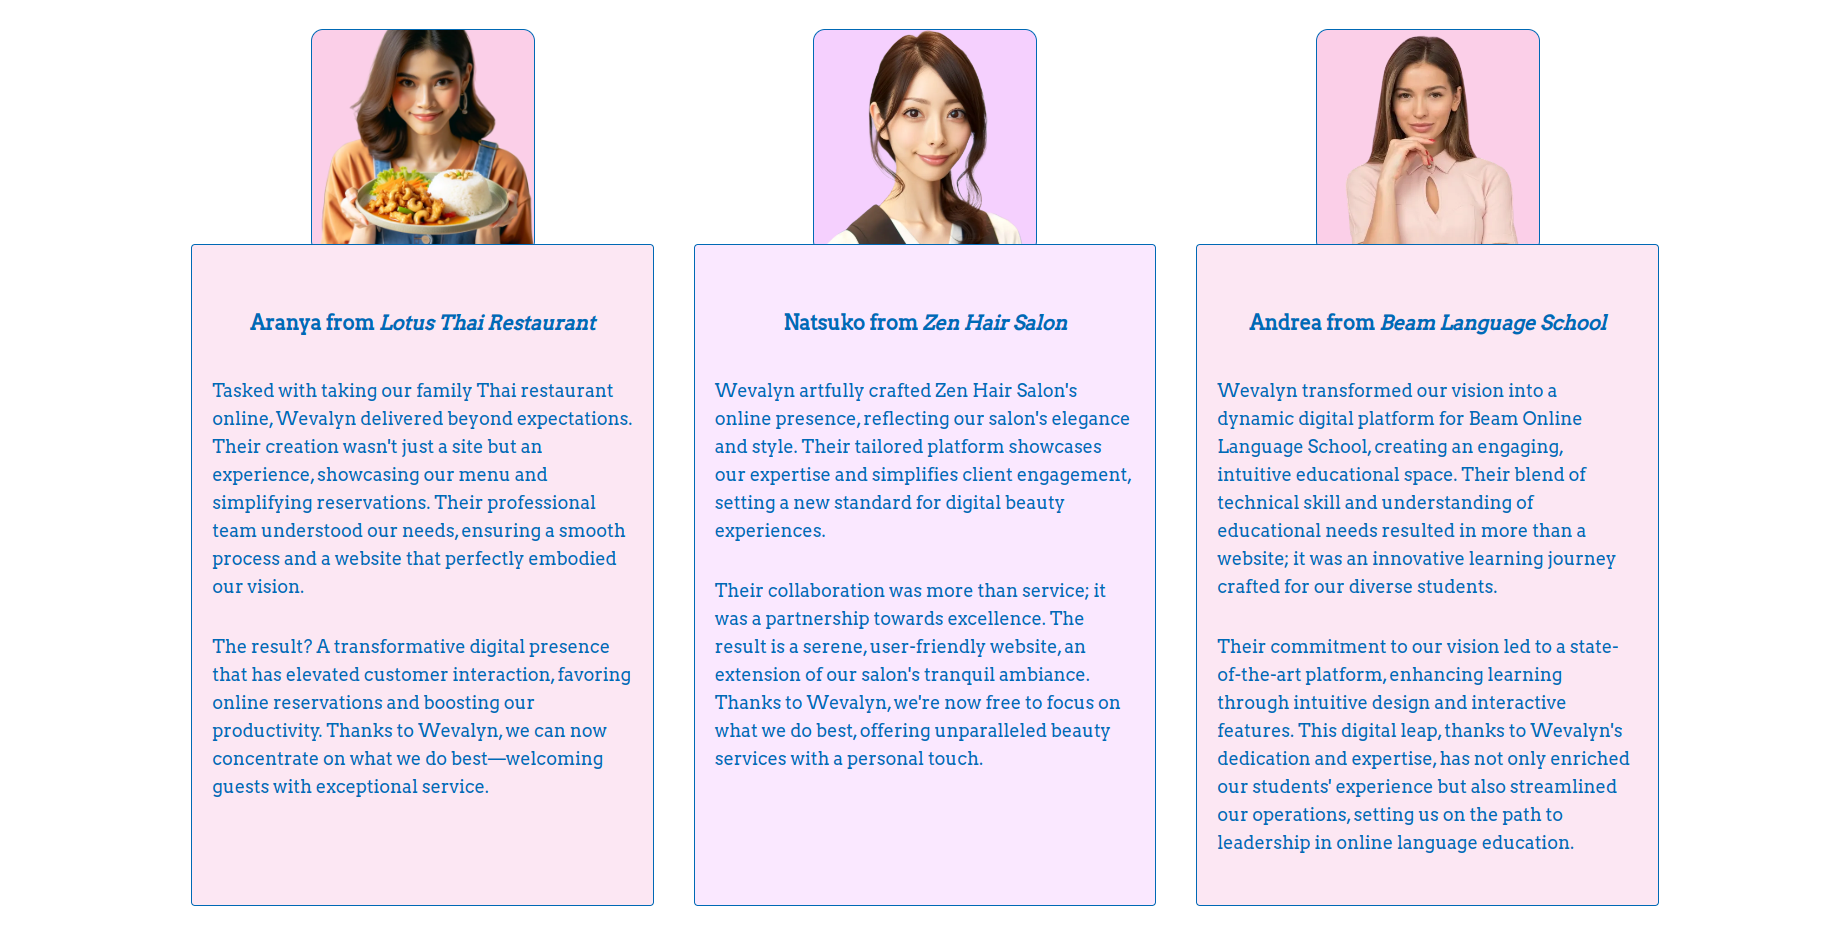 Aranya from Lotus Thai Restaurant
Tasked with taking our family Thai restaurant
online, Wevalyn delivered beyond expectations.
Their creation wasn't just a site but an
experience, showcasing our menu and
simplifying reservations. Their professional
team understood our needs, ensuring a smooth
process and a website that perfectly embodied
our vision.
The result? A transformative digital presence
that has elevated customer interaction, favoring
online reservations and boosting our
productivity. Thanks to Wevalyn, we can now
concentrate on what we do best—welcoming
guests with exceptional service.
Natsuko from Zen Hair Salon
Wevalyn artfully crafted Zen Hair Salon's
online presence, reflecting our salon's elegance
and style. Their tailored platform showcases
our expertise and simplifies client engagement,
setting a new standard for digital beauty
experiences.
Their collaboration was more than service; it
was a partnership towards excellence. The
result is a serene, user-friendly website, an
extension of our salon's tranquil ambiance.
Thanks to Wevalyn, we're now free to focus on
what we do best, offering unparalleled beauty
services with a personal touch.
Andrea from Beam Language School
Wevalyn transformed our vision into a
dynamic digital platform for Beam Online
Language School, creating an engaging,
intuitive educational space. Their blend of
technical skill and understanding of
educational needs resulted in more than a
website; it was an innovative learning journey
crafted for our diverse students.
Their commitment to our vision led to a state-
of-the-art platform, enhancing learning
through intuitive design and interactive
features. This digital leap, thanks to Wevalyn's
dedication and expertise, has not only enriched
our students' experience but also streamlined
our operations, setting us on the path to
leadership in online language education.